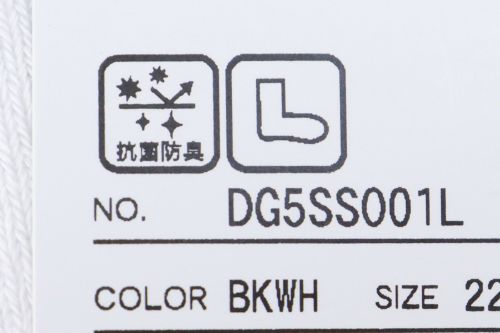 抗菌防臭
NO. DG5SS001L
COLOR BKWH SIZE 22